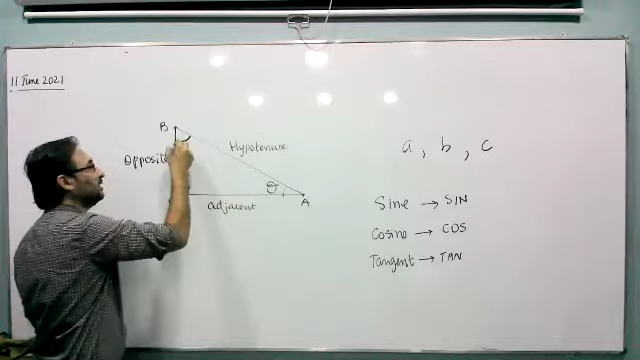 11 June 2021
B
Opposite
Hypotenuse
θ
adjacent
A
a, b, c
Sine → SIN
Cosine → COS
Tangent → TAN